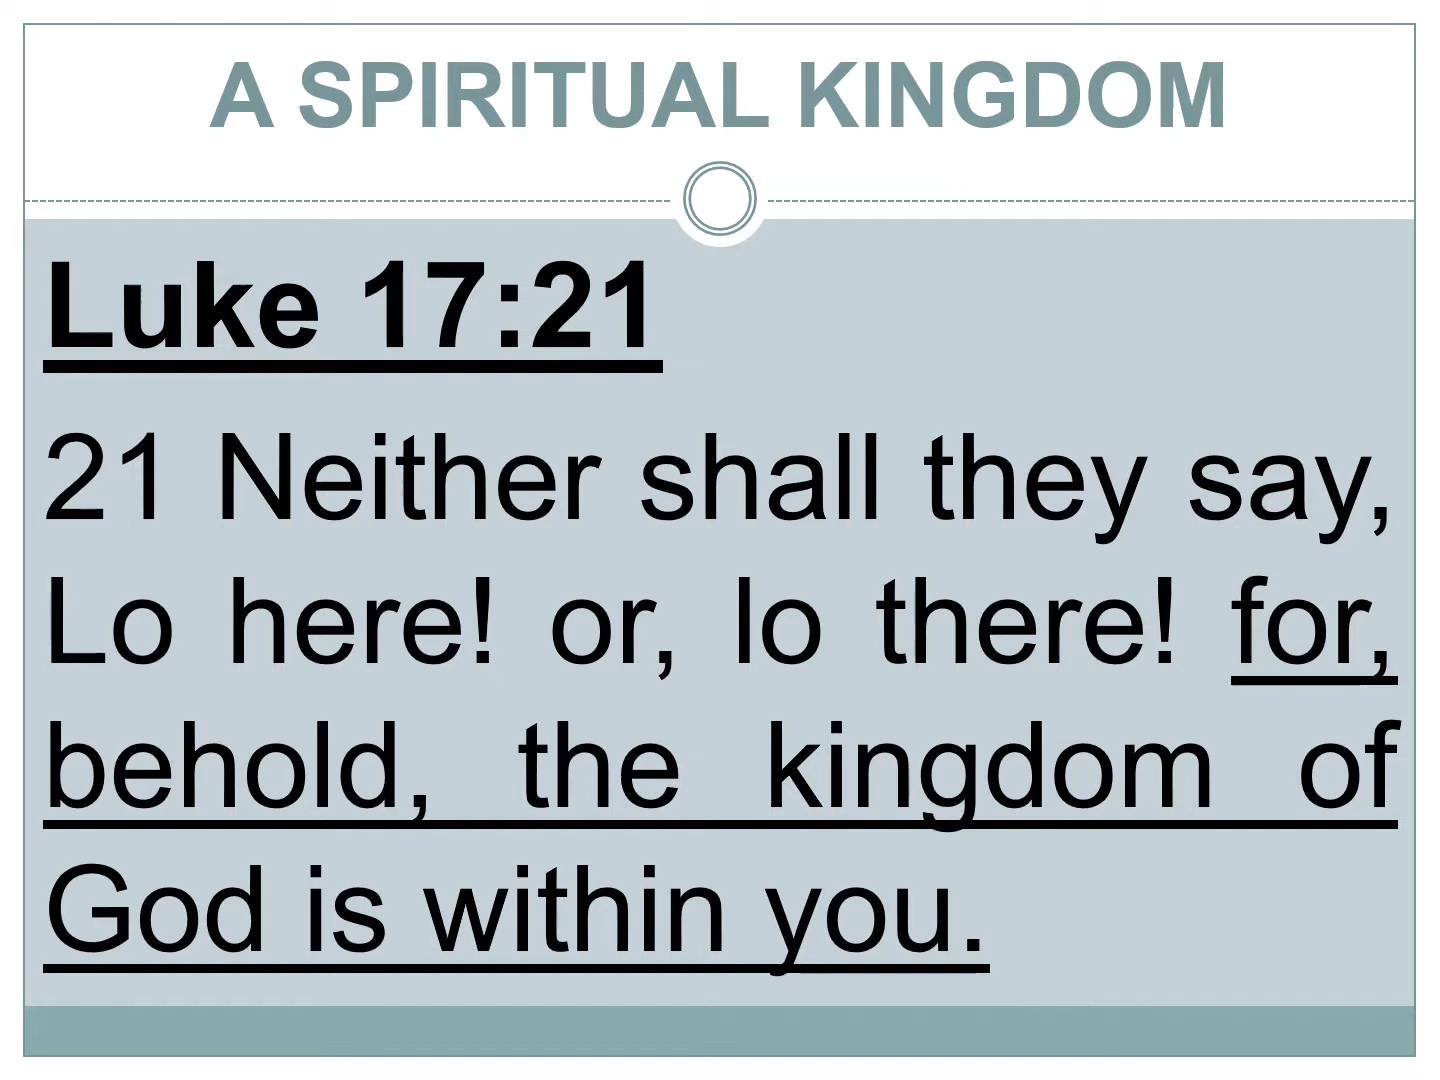 A SPIRITUAL KINGDOM
Luke 17:21
21 Neither shall they say,
Lo here! or, lo there! for,
behold, the kingdom of
God is within you.